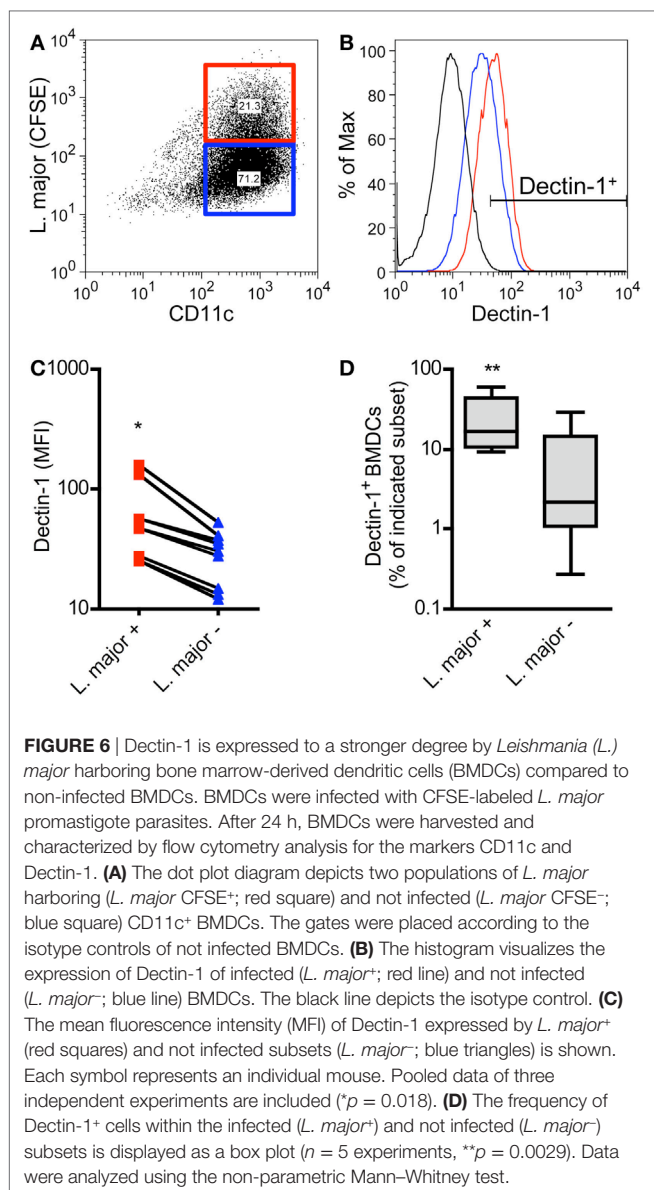 A
L. major (CFSE)
10⁴
10³
10²
10¹
10⁰
21.3
71.2
10⁰ 10¹ 10² 10³ 10⁴
CD11c
B
% of Max
100
80
60
40
20
0
Dectin-1⁺
10⁰ 10¹ 10² 10³ 10⁴
Dectin-1
C
Dectin-1 (MFI)
1000
100
10
*
L. major +
L. major -
D
Dectin-1⁺ BMDCs
(% of indicated subset)
100
10
1
0.1
**
L. major +
L. major -
FIGURE 6 | Dectin-1 is expressed to a stronger degree by Leishmania (L.)
major harboring bone marrow-derived dendritic cells (BMDCs) compared to
non-infected BMDCs. BMDCs were infected with CFSE-labeled L. major
promastigote parasites. After 24 h, BMDCs were harvested and
characterized by flow cytometry analysis for the markers CD11c and
Dectin-1. (A) The dot plot diagram depicts two populations of L. major
harboring (L. major CFSE⁺; red square) and not infected (L. major CFSE⁻;
blue square) CD11c⁺ BMDCs. The gates were placed according to the
isotype controls of not infected BMDCs. (B) The histogram visualizes the
expression of Dectin-1 of infected (L. major⁺; red line) and not infected
(L. major⁻; blue line) BMDCs. The black line depicts the isotype control. (C)
The mean fluorescence intensity (MFI) of Dectin-1 expressed by L. major⁺
(red squares) and not infected subsets (L. major⁻; blue triangles) is shown.
Each symbol represents an individual mouse. Pooled data of three
independent experiments are included (*p = 0.018). (D) The frequency of
Dectin-1⁺ cells within the infected (L. major⁺) and not infected (L. major⁻)
subsets is displayed as a box plot (n = 5 experiments, **p = 0.0029). Data
were analyzed using the non-parametric Mann–Whitney test.